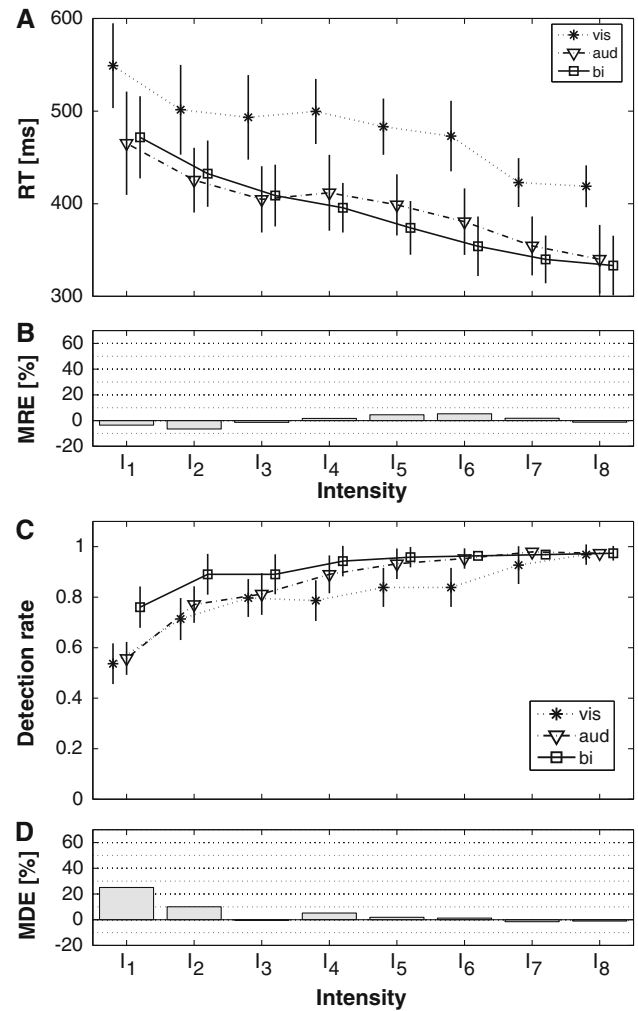 A
600
500
400
300
RT [ms]
vis
aud
bi
B
60
40
20
0
-20
MRE [%]
I1 I2 I3 I4 I5 I6 I7 I8
Intensity
C
1
0.8
0.6
0.4
0.2
0
Detection rate
vis
aud
bi
D
60
40
20
0
-20
MDE [%]
I1 I2 I3 I4 I5 I6 I7 I8
Intensity